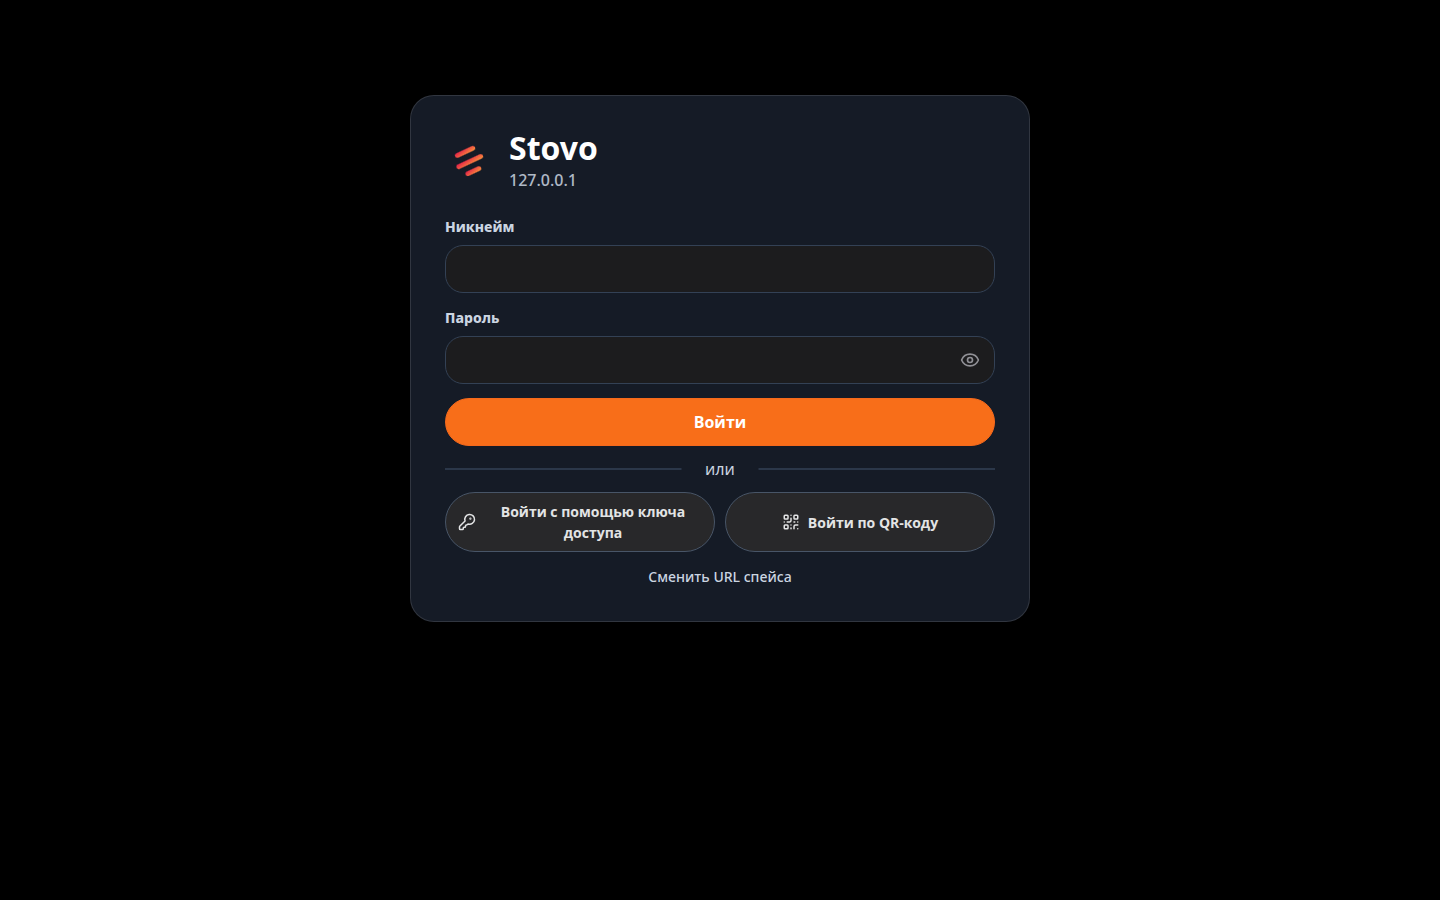 Stovo
127.0.0.1
Никнейм
Пароль
Войти
или
Войти с помощью ключа
доступа
Войти по QR-коду
Сменить URL спейса